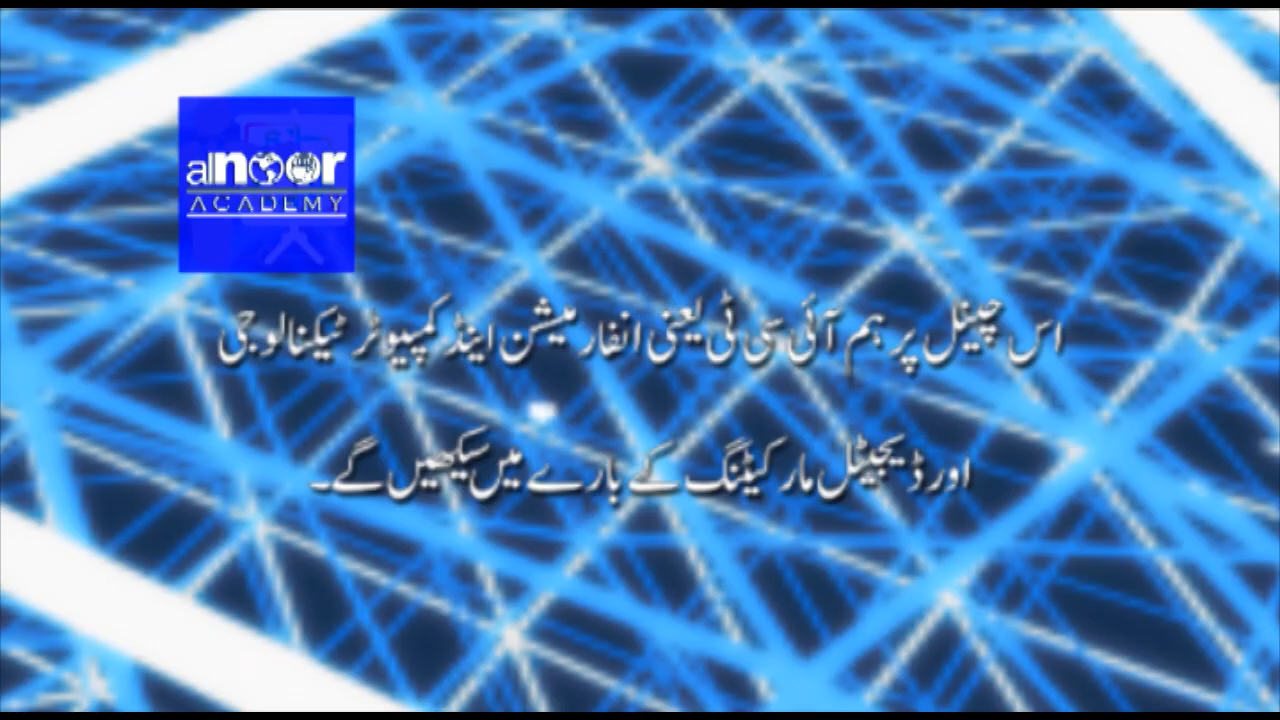 alnoor
ACADEMY
اس چینل پر ہم آئی سی ٹی یعنی انفارمیشن اینڈ کمپیوٹر ٹیکنالوجی
اور ڈیجیٹل مارکیٹنگ کے بارے میں سیکھیں گے۔